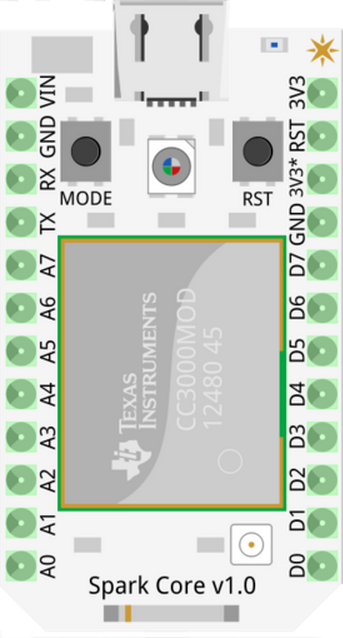 VIN
GND
RX
TX
A7
A6
A5
A4
A3
A2
A1
A0
MODE
RST
TEXAS
INSTRUMENTS
CC3000MOD
12480 45
3V3
RST
3V3*
GND
D7
D6
D5
D4
D3
D2
D1
D0
Spark Core v1.0